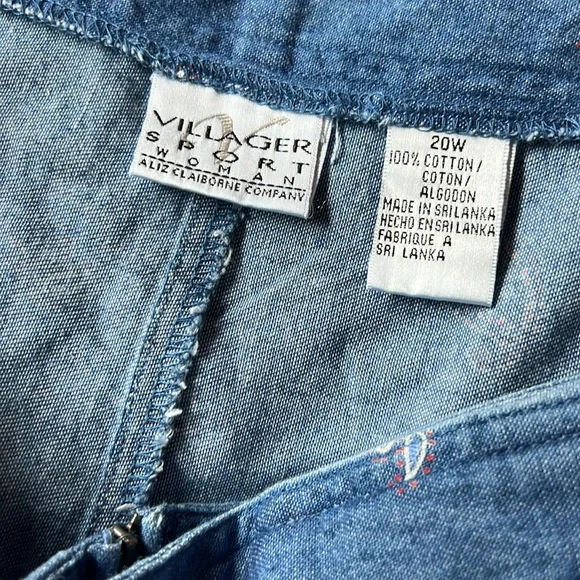 VILLAGER
SPORT
WOMAN
A LIZ CLAIBORNE COMPANY
20W
100% COTTON/
COTON/
ALGODON
MADE IN SRI LANKA
HECHO EN SRI LANKA
FABRIQUE A
SRI LANKA